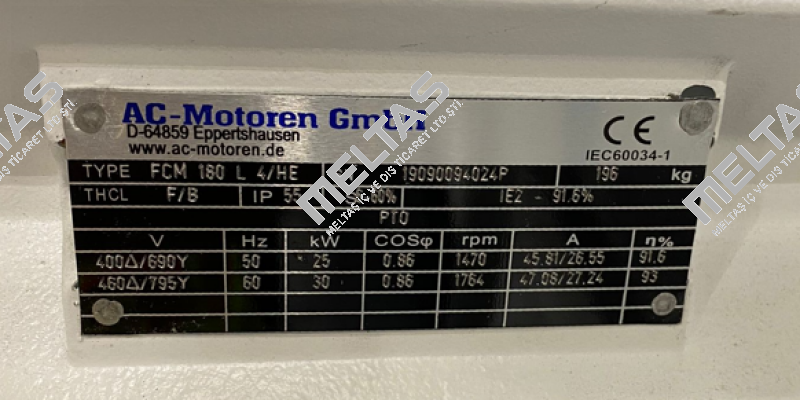 AC-Motoren GmbH
D-64859 Eppertshausen
www.ac-motoren.de
CE
IEC60034-1
TYPE FCM 180 L 4/HE 19090094024P 196 kg
THCL F/B IP 55 60% IE2 - 91.6%
PTO
V Hz kW COSφ rpm A η%
400Δ/690Y 50 25 0.86 1470 45.81/26.55 91.6
460Δ/795Y 60 30 0.86 1764 47.08/27.24 93
MELTAS
MELTAŞ İÇ VE DIŞ TİCARET LTD.ŞTİ.